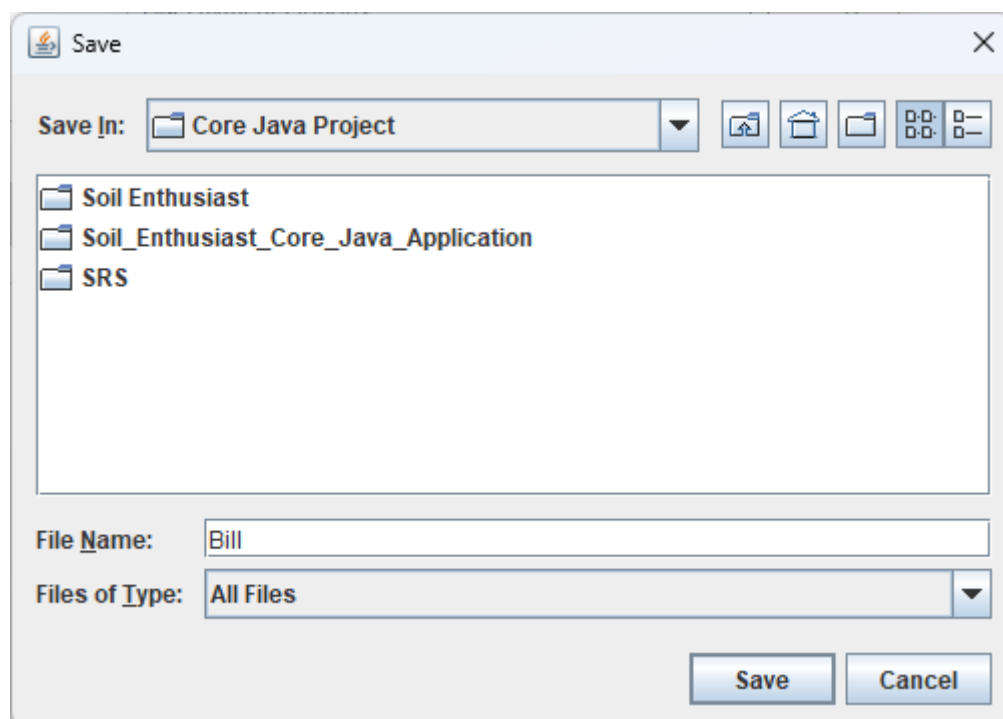 Save
Save In: Core Java Project
Soil Enthusiast
Soil_Enthusiast_Core_Java_Application
SRS
File Name: Bill
Files of Type: All Files
Save Cancel